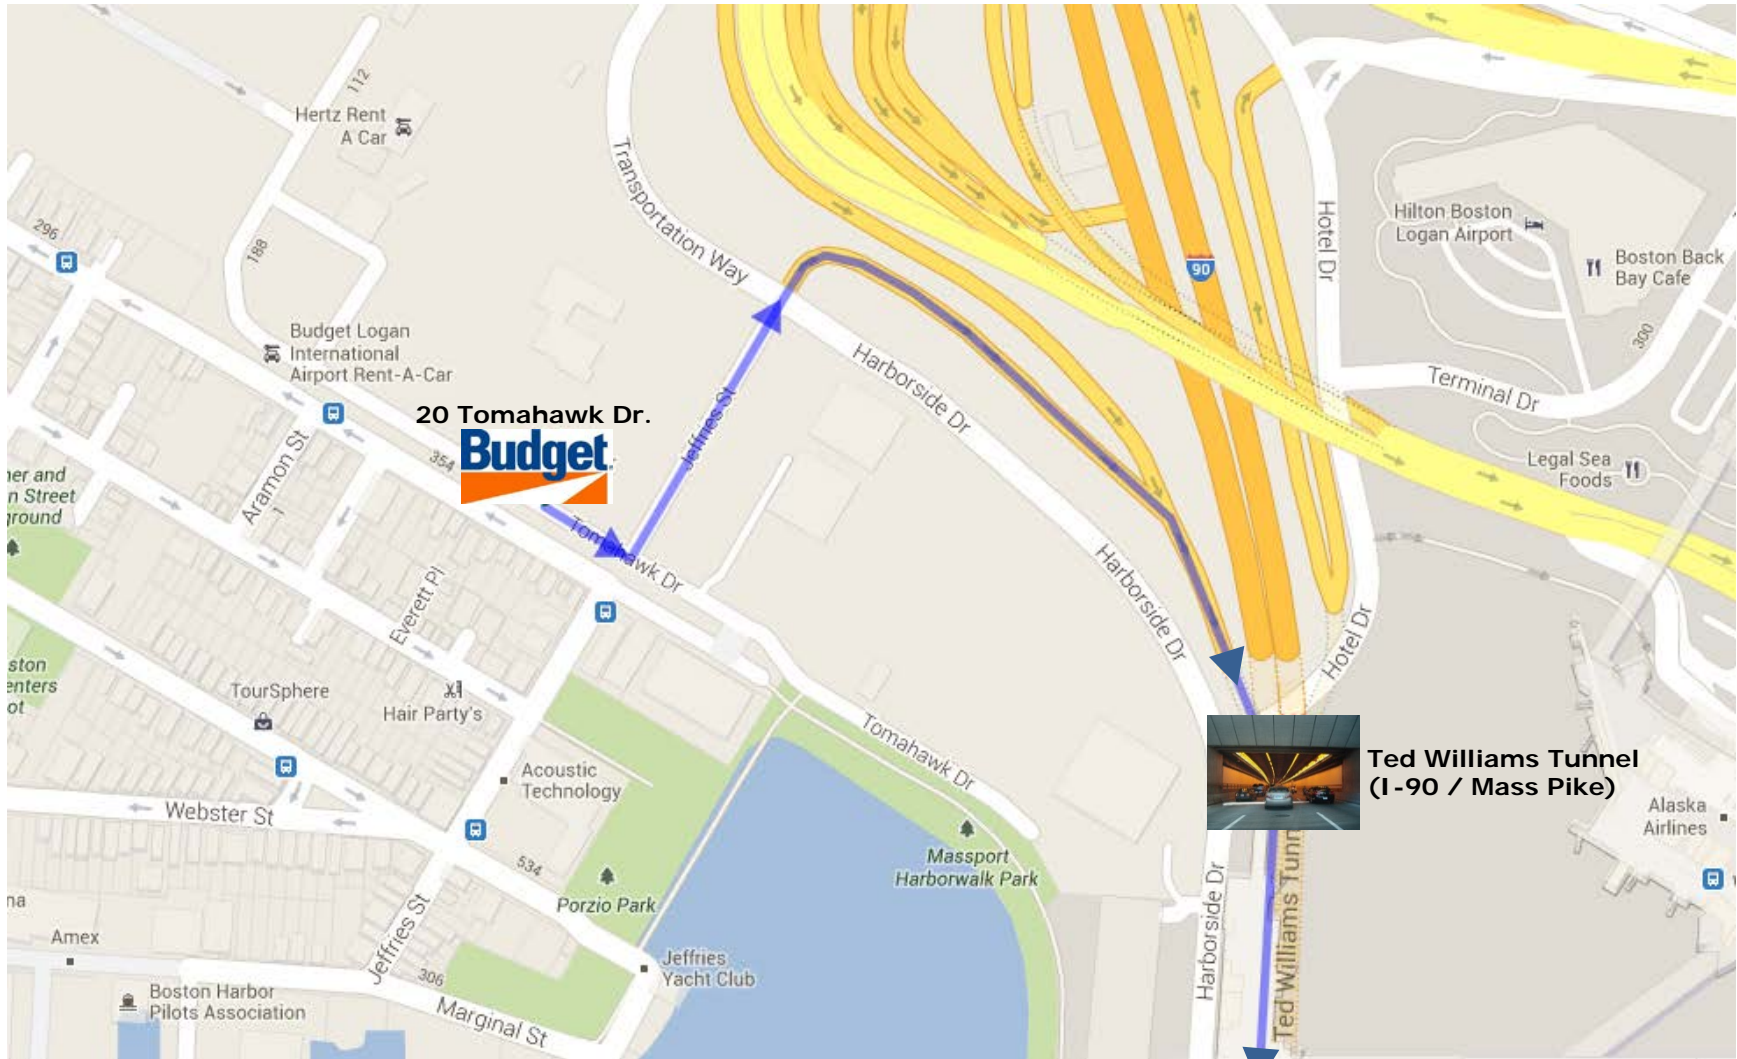 112
Hertz Rent
A Car
Transportation Way
296
188
Hotel Dr
Hilton Boston
Logan Airport
Boston Back
Bay Cafe
90
300
Budget Logan
International
Airport Rent-A-Car
Harborside Dr
Terminal Dr
20 Tomahawk Dr.
Budget
Jeffries St
354
Aramon St
Legal Sea
Foods
n Street
Tomahawk Dr
Everett Pl
Harborside Dr
Hotel Dr
TourSphere
Hair Party's
Tomahawk Dr
Ted Williams Tunnel
(I-90 / Mass Pike)
Acoustic
Technology
Webster St
Alaska
Airlines
534
Massport
Harborwalk Park
Porzio Park
Harborside Dr
Ted Williams Tunn
Jeffries St
Amex
306
Jeffries
Yacht Club
Boston Harbor
Pilots Association
Marginal St